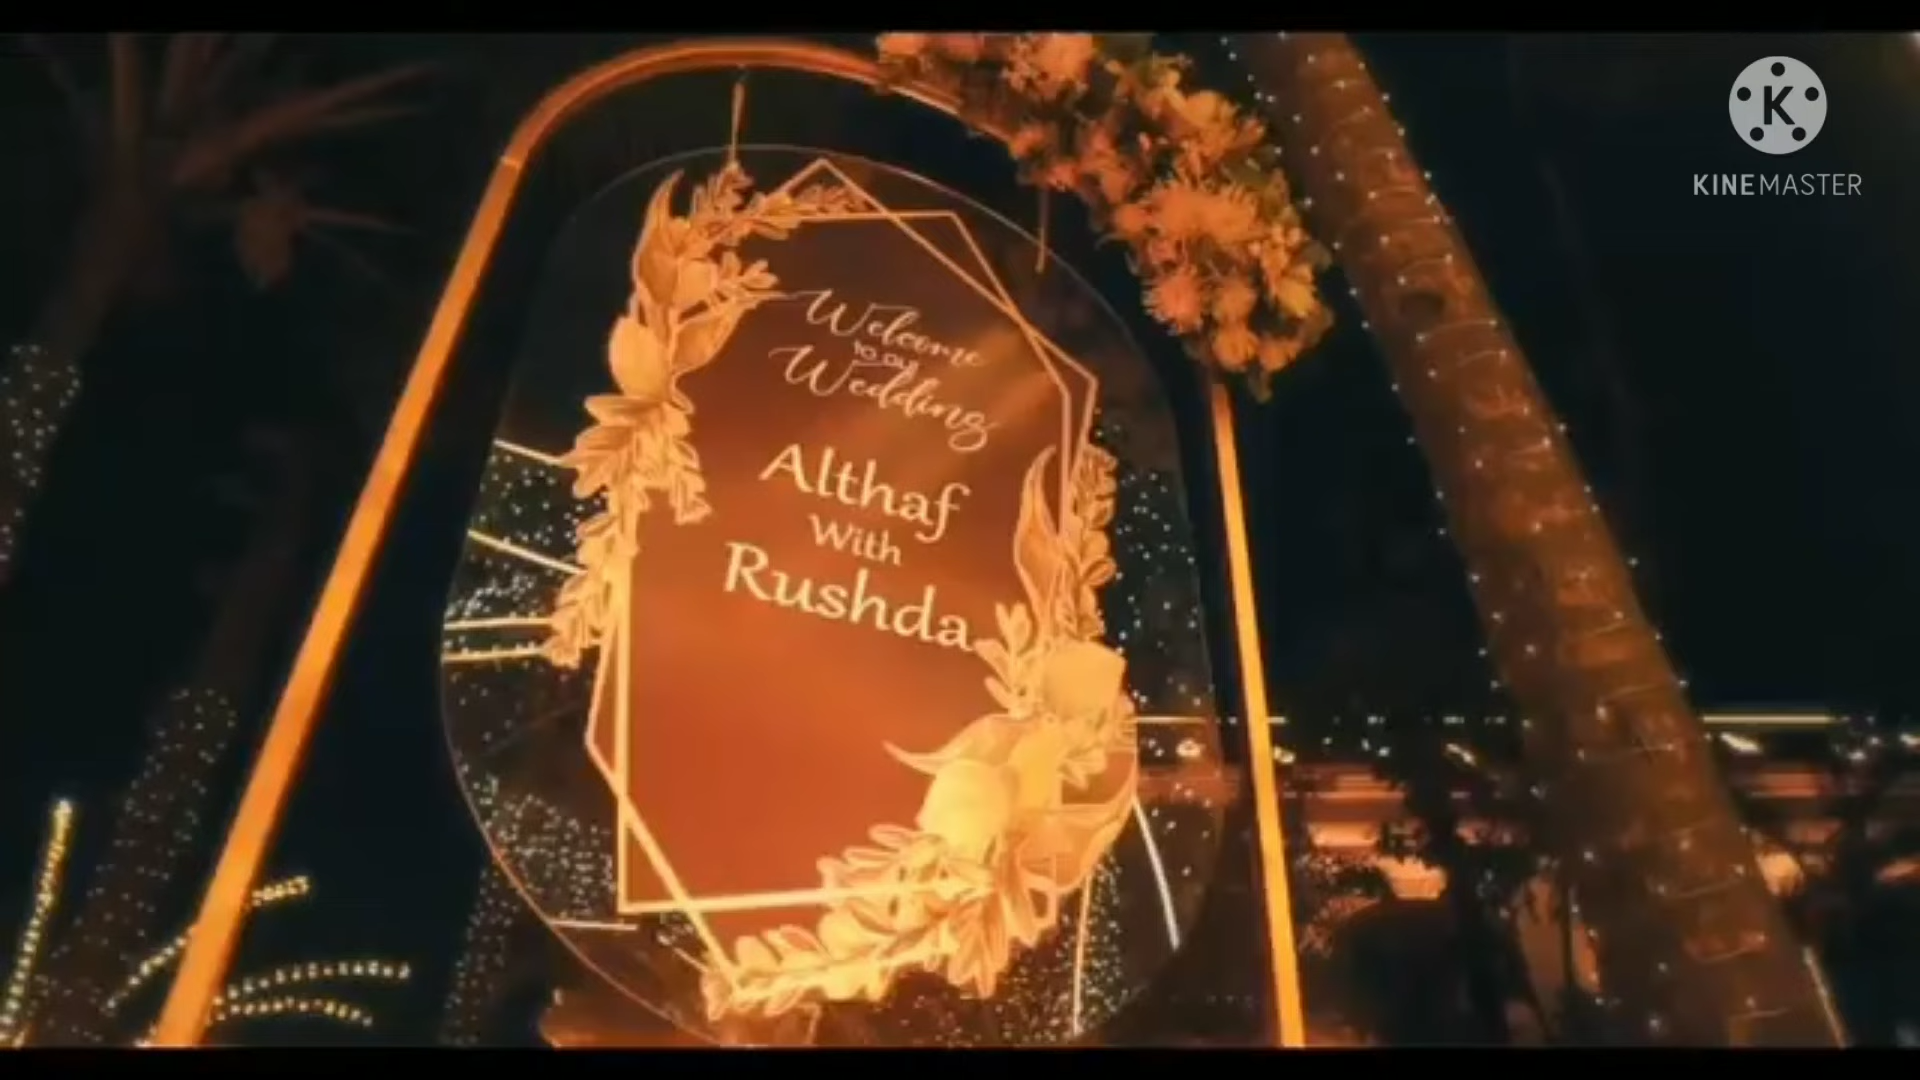 Welcome
to our
Wedding
Althaf
With
Rushda
K
KINEMASTER